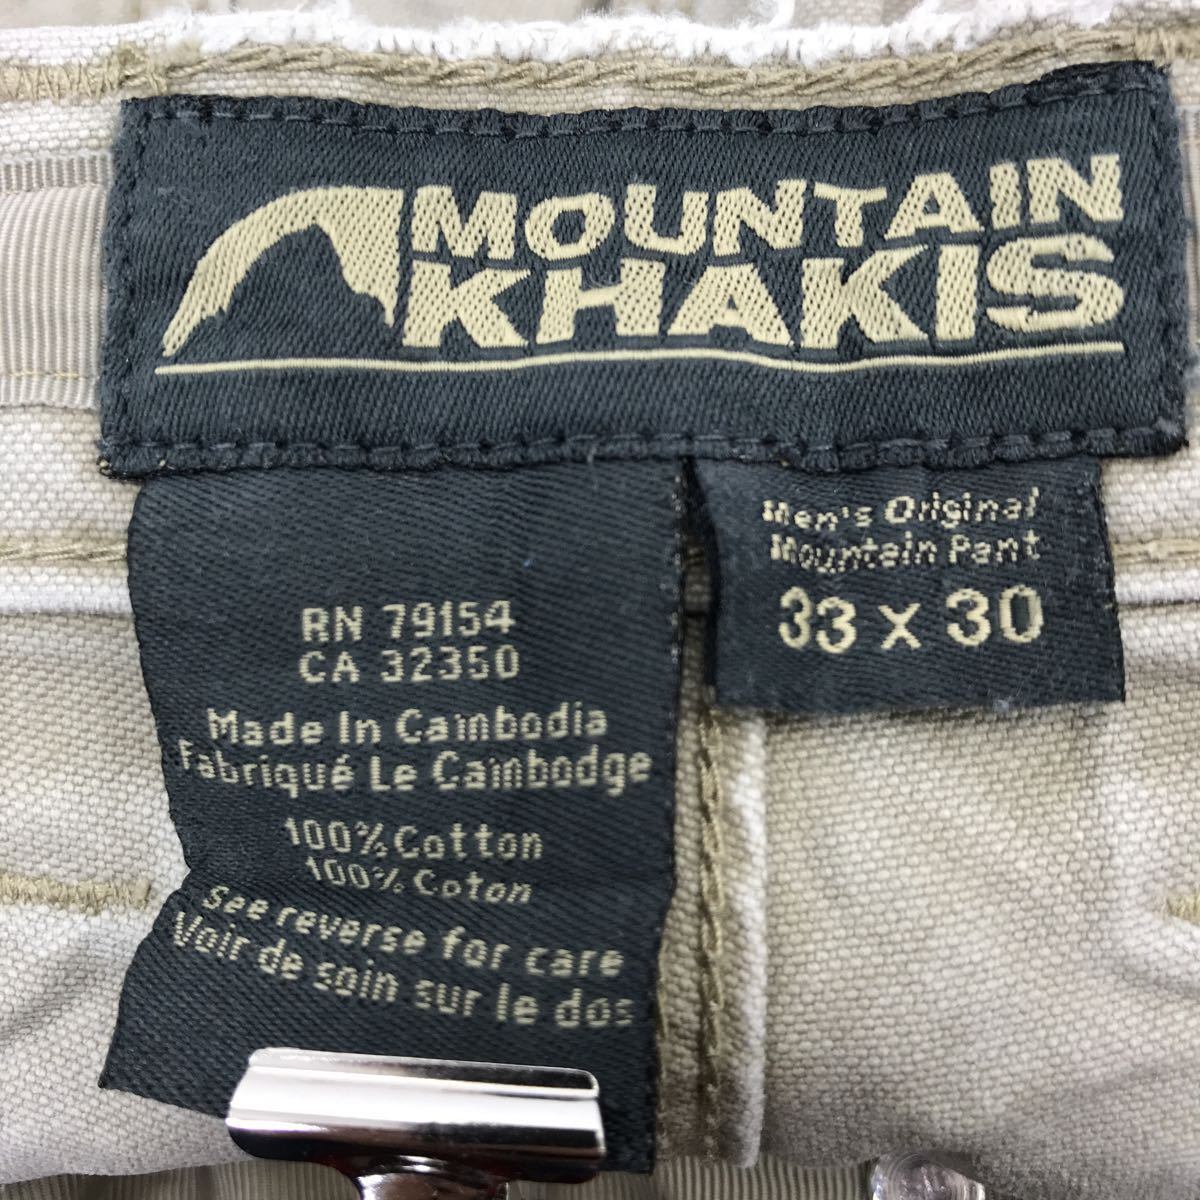 MOUNTAIN
KHAKIS
Men's Original
Mountain Pant
33 x 30
RN 79154
CA 32350
Made In Cambodia
Fabriqué Le Cambodge
100% Cotton
100% Coton
See reverse for care
Voir de soin sur le dos